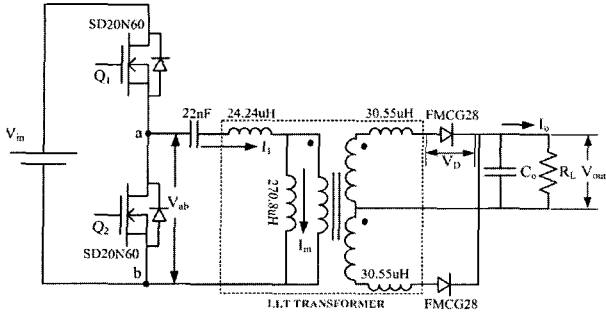 SD20N60
Q1
22nF
24.24uH
30.55uH
FMCG28
Io
Vin
a
I1
VD
Co
RL
Vout
270.8uH
Im
Vab
Q2
SD20N60
b
30.55uH
FMCG28
LLT TRANSFORMER